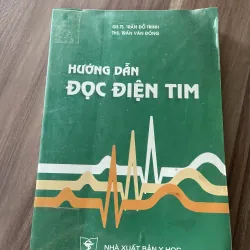 GS.TS. TRẦN ĐỖ TRINH
THS. TRẦN VĂN ĐỒNG
HƯỚNG DẪN
ĐỌC ĐIỆN TIM
NHÀ XUẤT BẢN Y HỌC